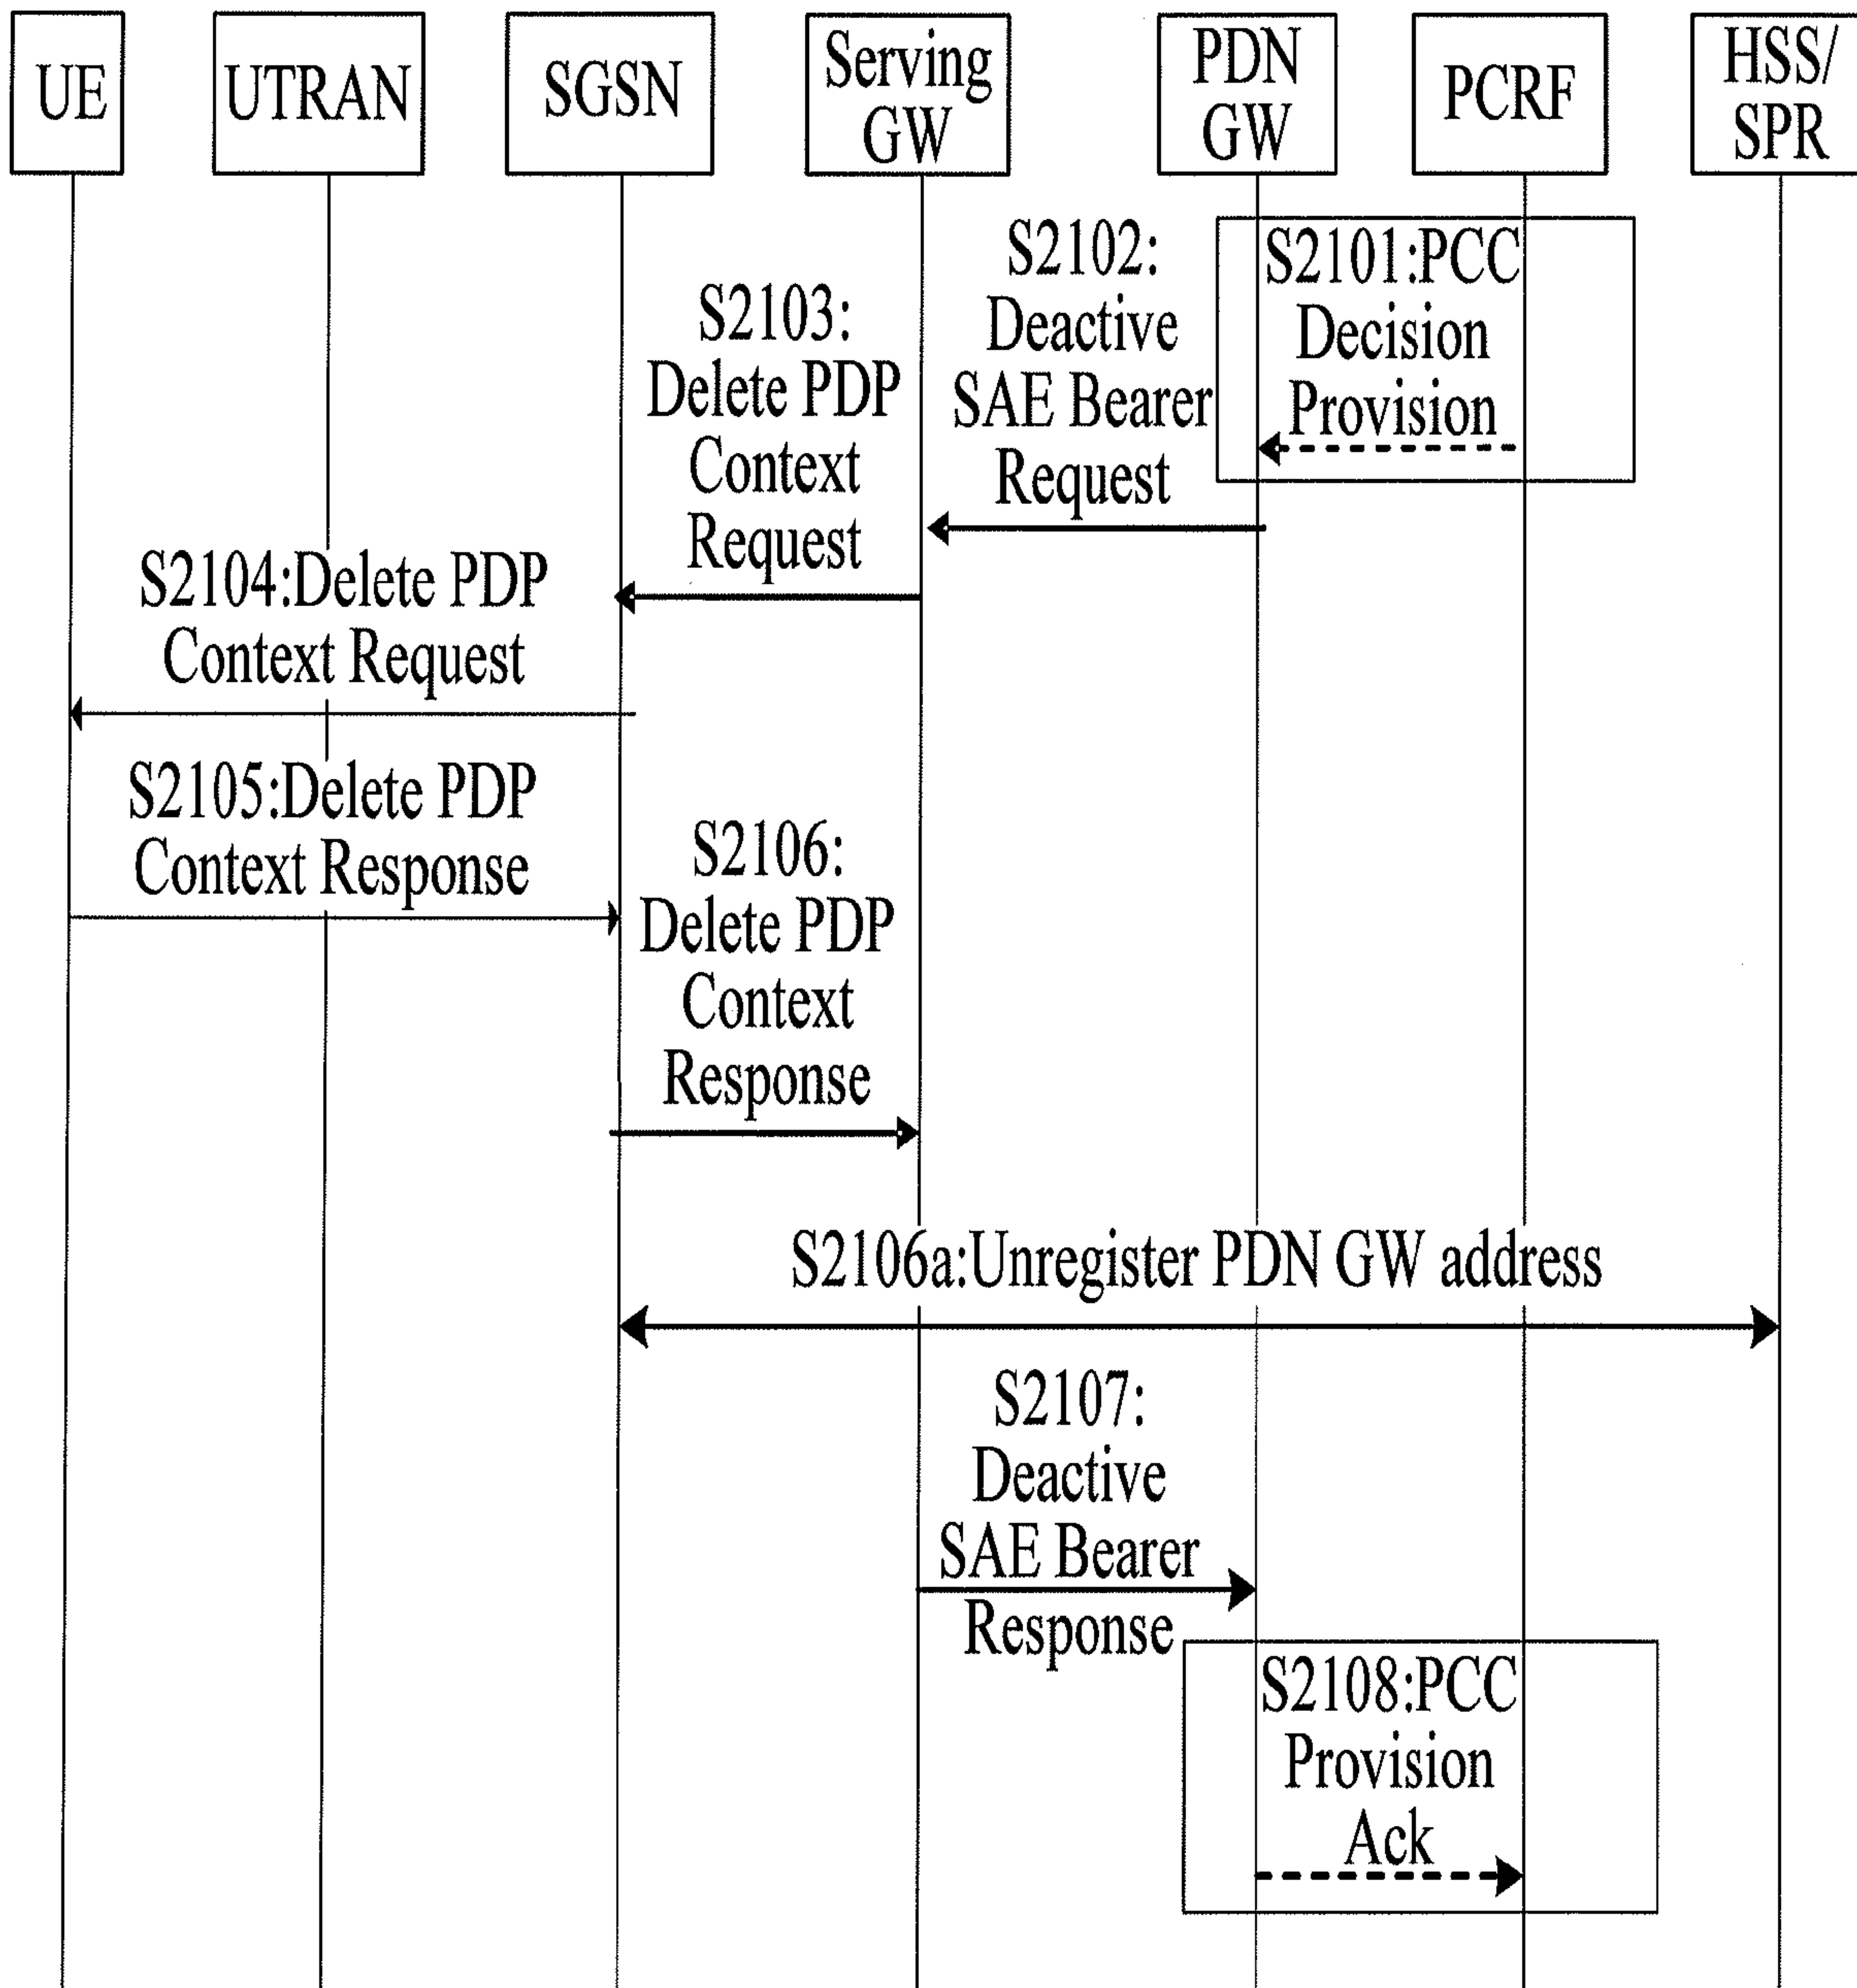 UE
UTRAN
SGSN
Serving
GW
PDN
GW
PCRF
HSS/
SPR
S2101:PCC
Decision
Provision
S2102:
Deactive
SAE Bearer
Request
S2103:
Delete PDP
Context
Request
S2104:Delete PDP
Context Request
S2105:Delete PDP
Context Response
S2106:
Delete PDP
Context
Response
S2106a:Unregister PDN GW address
S2107:
Deactive
SAE Bearer
Response
S2108:PCC
Provision
Ack